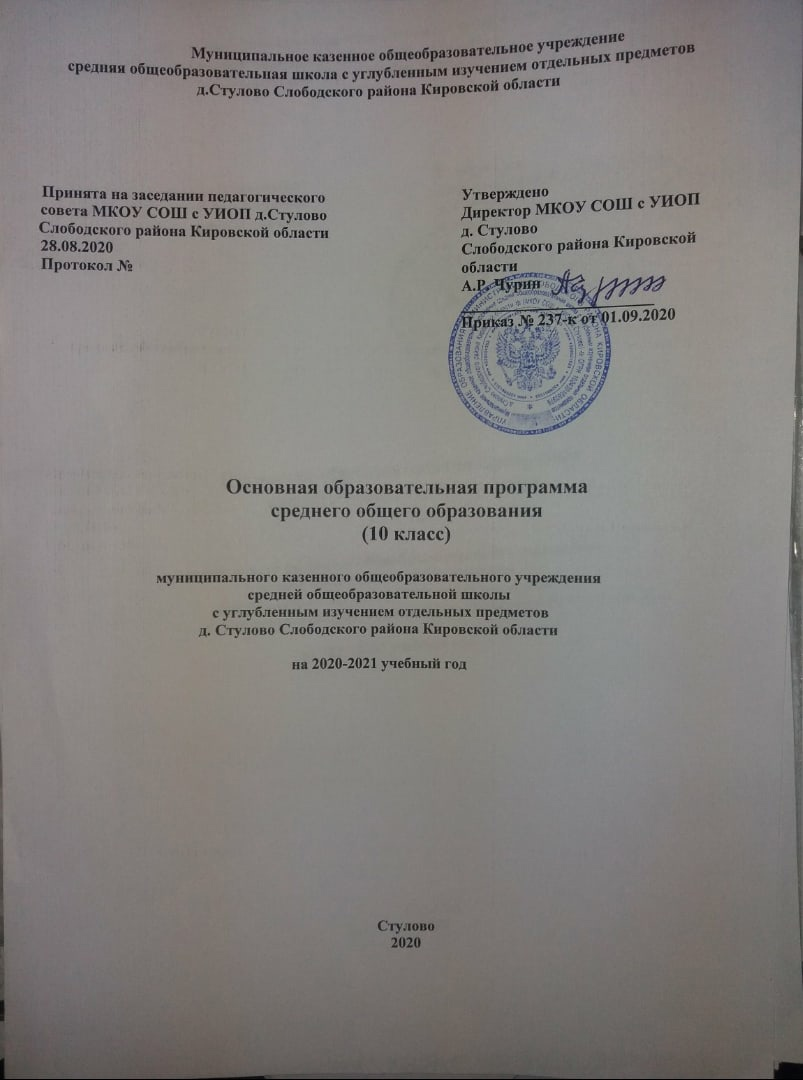 Муниципальное казенное общеобразовательное учреждение
средняя общеобразовательная школа с углубленным изучением отдельных предметов
д.Стулово Слободского района Кировской области
Принята на заседании педагогического
совета МКОУ СОШ с УИОП д.Стулово
Слободского района Кировской области
28.08.2020
Протокол №
Утверждено
Директор МКОУ СОШ с УИОП
д. Стулово
Слободского района Кировской
области
А.Р. Чурин
Приказ № 237-к от 01.09.2020
Основная образовательная программа
среднего общего образования
(10 класс)
муниципального казенного общеобразовательного учреждения
средней общеобразовательной школы
с углубленным изучением отдельных предметов
д. Стулово Слободского района Кировской области
на 2020-2021 учебный год
Стулово
2020